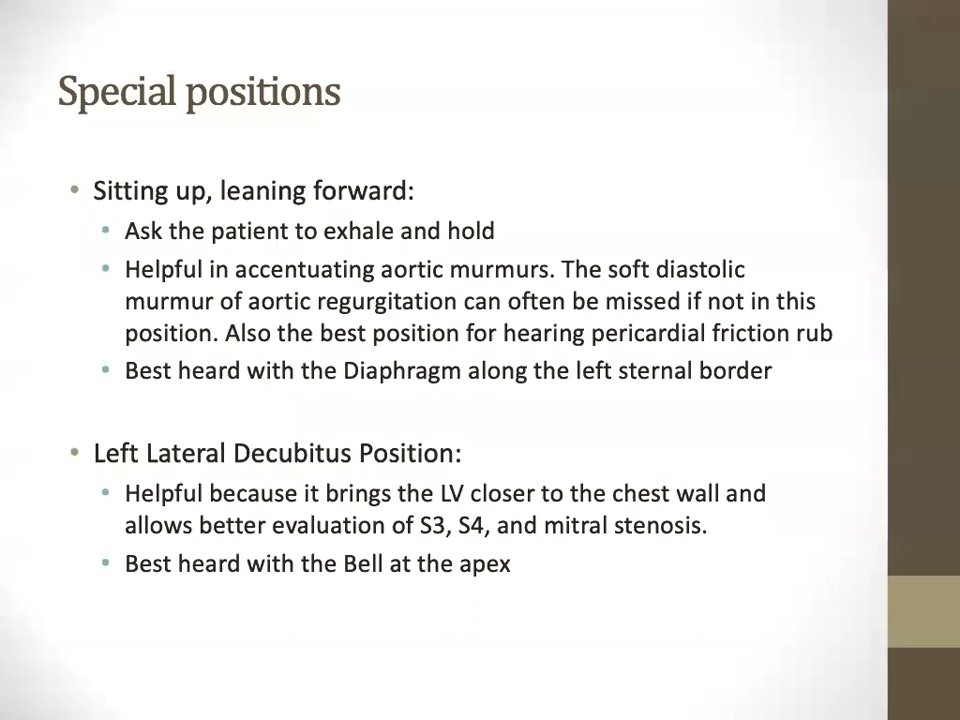 Special positions
• Sitting up, leaning forward:
• Ask the patient to exhale and hold
• Helpful in accentuating aortic murmurs. The soft diastolic
murmur of aortic regurgitation can often be missed if not in this
position. Also the best position for hearing pericardial friction rub
• Best heard with the Diaphragm along the left sternal border
• Left Lateral Decubitus Position:
• Helpful because it brings the LV closer to the chest wall and
allows better evaluation of S3, S4, and mitral stenosis.
• Best heard with the Bell at the apex